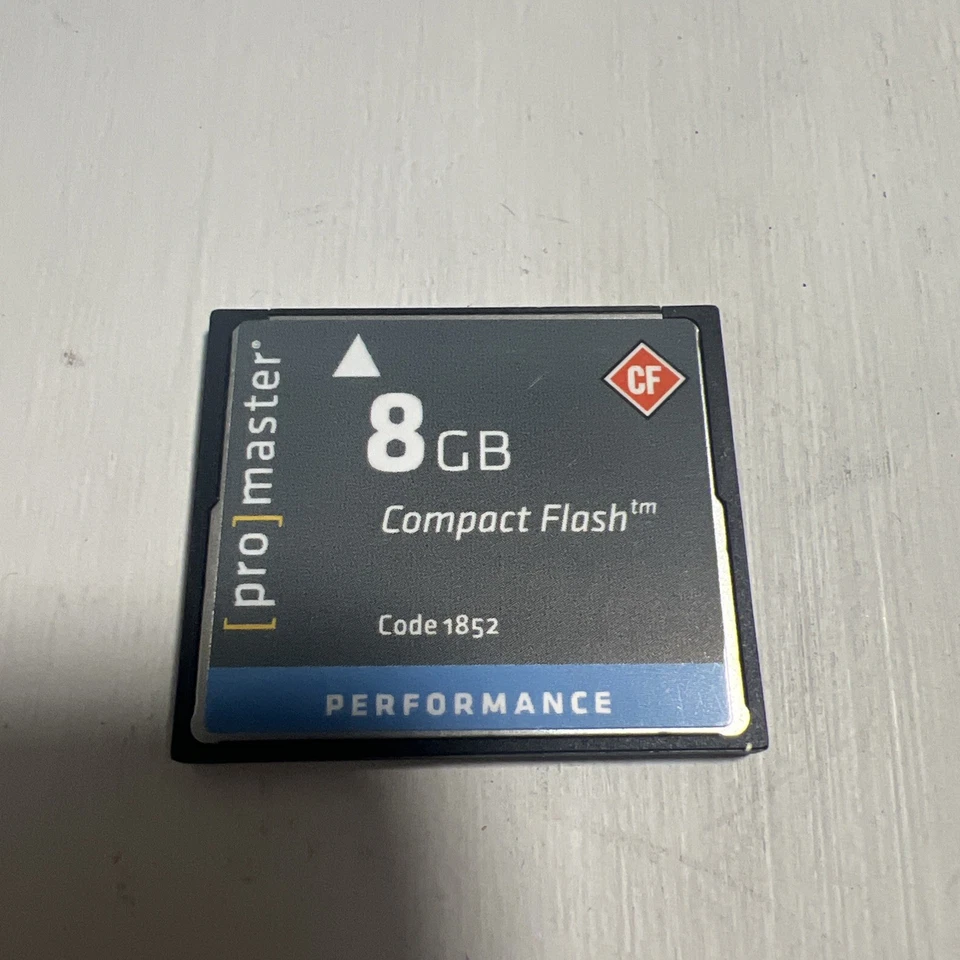 [pro]master®
CF
8GB
Compact Flash™
Code 1852
PERFORMANCE